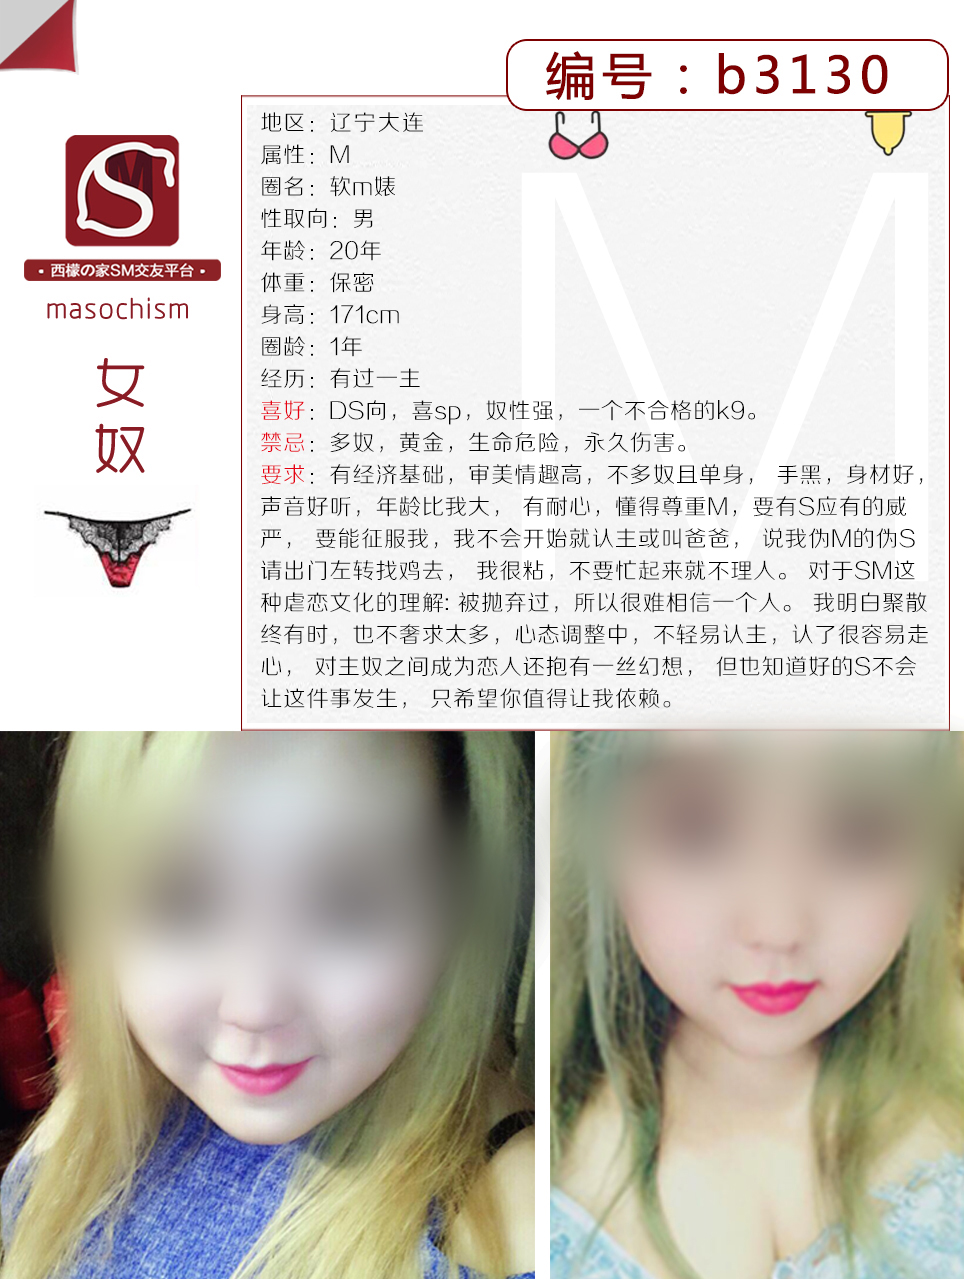 编号：b3130
SM
·西檬の家SM交友平台·
masochism
女
奴
地区：辽宁大连
属性：M
圈名：软m婊
性取向：男
年龄：20年
体重：保密
身高：171cm
圈龄：1年
经历：有过一主
喜好：DS向，喜sp，奴性强，一个不合格的k9。
禁忌：多奴，黄金，生命危险，永久伤害。
要求：有经济基础，审美情趣高，不多奴且单身， 手黑，身材好，
声音好听，年龄比我大， 有耐心，懂得尊重M，要有S应有的威
严， 要能征服我，我不会开始就认主或叫爸爸， 说我伪M的伪S
请出门左转找鸡去， 我很粘，不要忙起来就不理人。 对于SM这
种虐恋文化的理解: 被抛弃过，所以很难相信一个人。 我明白聚散
终有时，也不奢求太多，心态调整中，不轻易认主，认了很容易走
心， 对主奴之间成为恋人还抱有一丝幻想， 但也知道好的S不会
让这件事发生， 只希望你值得让我依赖。
M